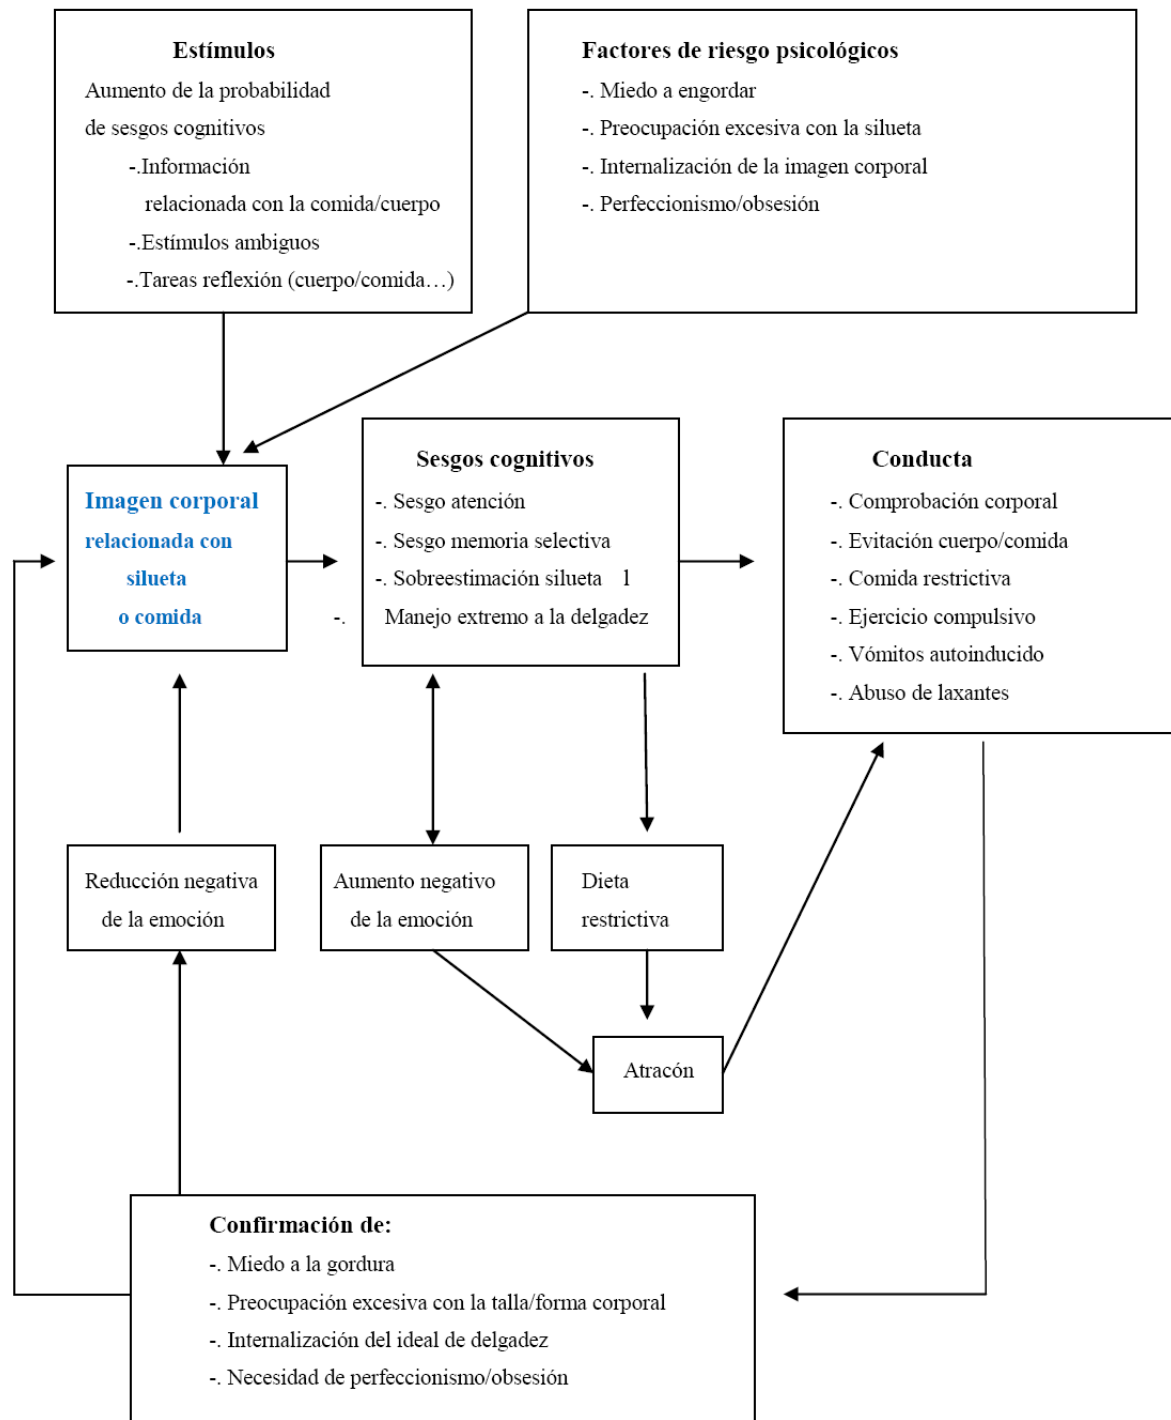 Estímulos
Aumento de la probabilidad
de sesgos cognitivos
-.Información
relacionada con la comida/cuerpo
-.Estímulos ambiguos
-.Tareas reflexión (cuerpo/comida…)
Factores de riesgo psicológicos
-. Miedo a engordar
-. Preocupación excesiva con la silueta
-. Internalización de la imagen corporal
-. Perfeccionismo/obsesión
Imagen corporal
relacionada con
silueta
o comida
Sesgos cognitivos
-. Sesgo atención
-. Sesgo memoria selectiva
-. Sobreestimación silueta l
-. Manejo extremo a la delgadez
Conducta
-. Comprobación corporal
-. Evitación cuerpo/comida
-. Comida restrictiva
-. Ejercicio compulsivo
-. Vómitos autoinducido
-. Abuso de laxantes
Reducción negativa
de la emoción
Aumento negativo
de la emoción
Dieta
restrictiva
Atracón
Confirmación de:
-. Miedo a la gordura
-. Preocupación excesiva con la talla/forma corporal
-. Internalización del ideal de delgadez
-. Necesidad de perfeccionismo/obsesión